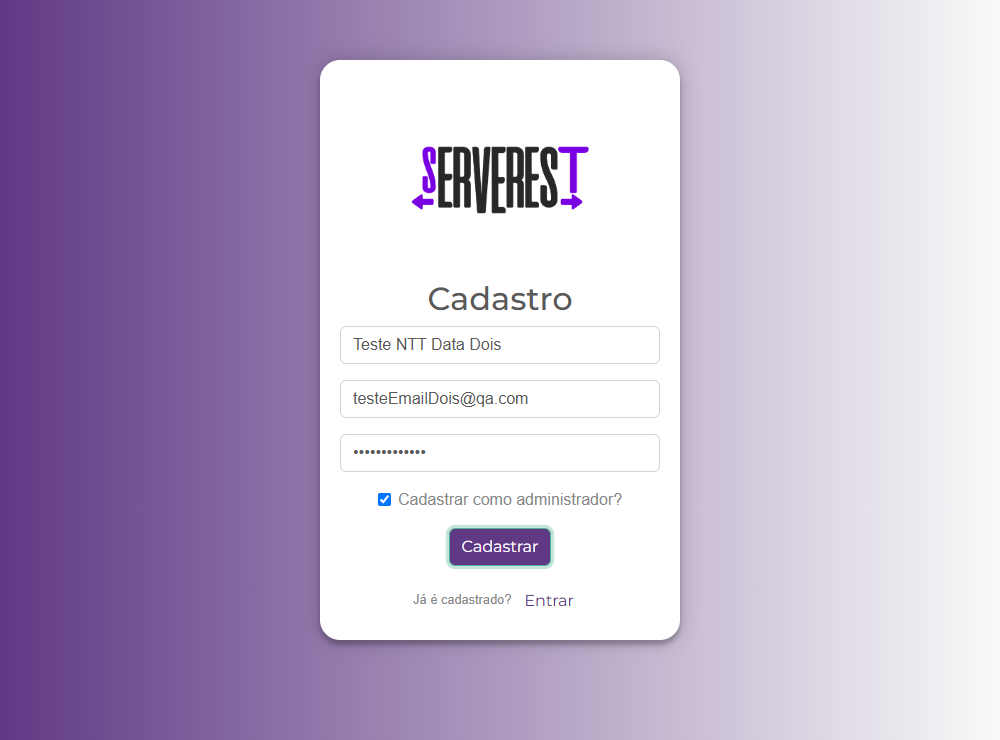 SERVEREST
Cadastro
Teste NTT Data Dois
testeEmailDois@qa.com
•••••••••••••
Cadastrar como administrador?
Cadastrar
Já é cadastrado? Entrar